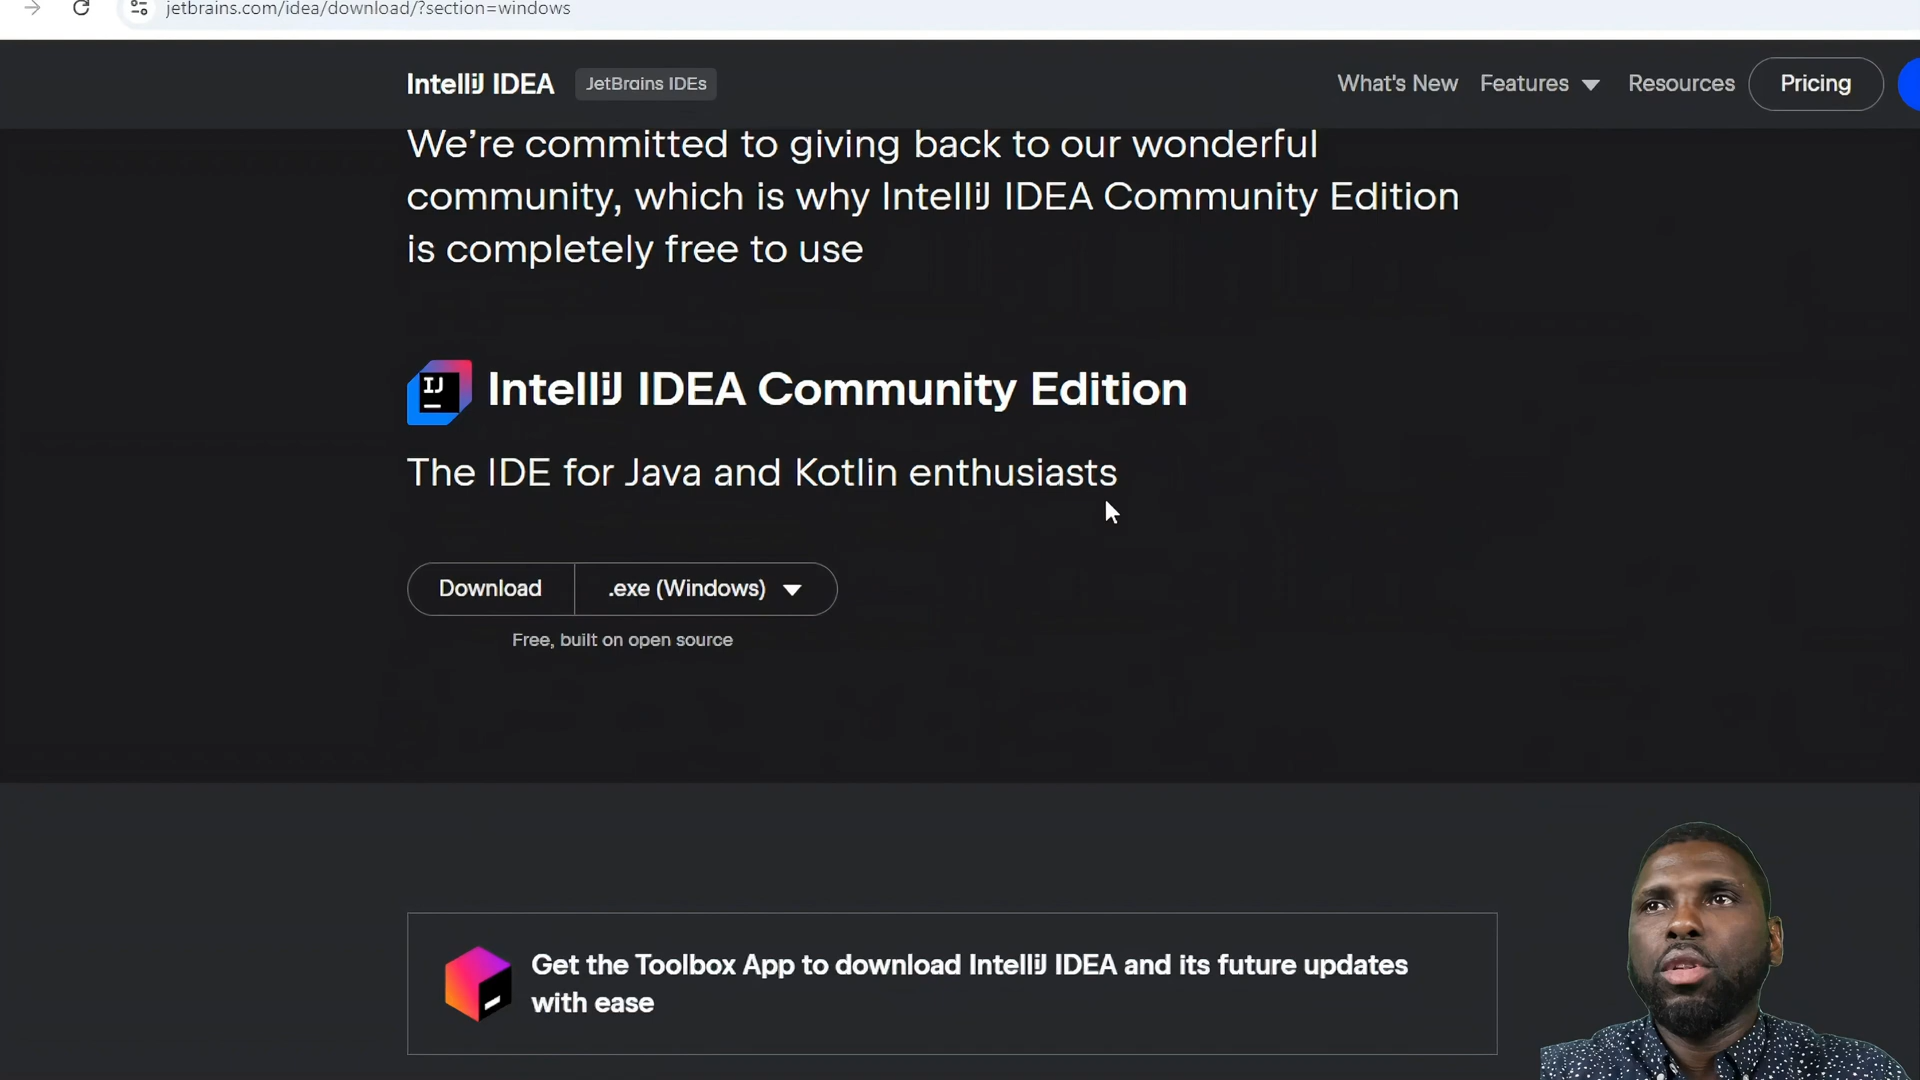 jetbrains.com/idea/download/?section=windows
IntelliJ IDEA
JetBrains IDEs
What's New
Features
Resources
Pricing
We're committed to giving back to our wonderful
community, which is why IntelliJ IDEA Community Edition
is completely free to use
IJ
IntelliJ IDEA Community Edition
The IDE for Java and Kotlin enthusiasts
Download
.exe (Windows)
Free, built on open source
Get the Toolbox App to download IntelliJ IDEA and its future updates
with ease